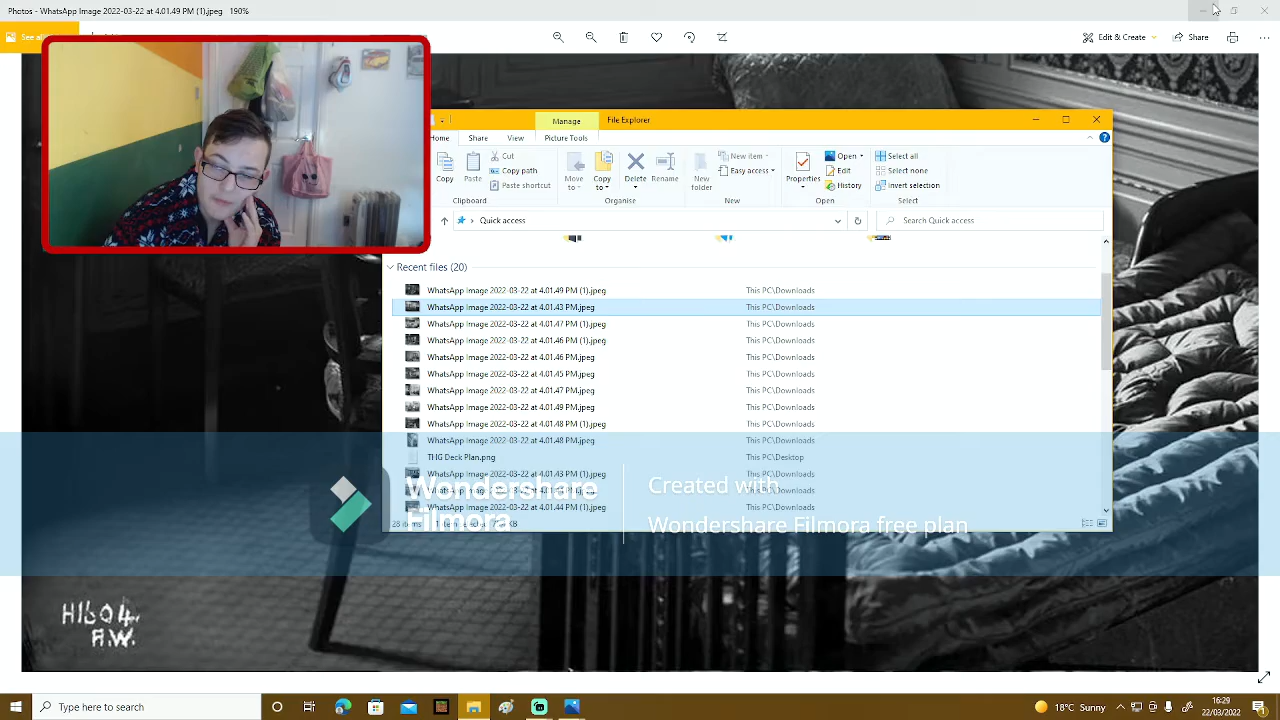 Photos - WhatsApp Image 2022-03-22 at 4.01.49 PM (1).jpeg - 190%
See all
Edit & Create
Share
Manage
File Explorer
Home
Share
View
Picture Tools
Copy
Paste
Cut
Copy path
Paste shortcut
Clipboard
Move to
Copy to
Delete
Rename
Organise
New folder
New item
Easy access
New
Properties
Open
Edit
History
Open
Select all
Select none
Invert selection
Select
Quick access
Search Quick access
Recent files (20)
WhatsApp Image 2022-03-22 at 4.01.49 PM (1).jpeg This PC\Downloads
WhatsApp Image 2022-03-22 at 4.01.43 PM.jpeg This PC\Downloads
WhatsApp Image 2022-03-22 at 4.01.47 PM (1).jpeg This PC\Downloads
WhatsApp Image 2022-03-22 at 4.01.46 PM (1).jpeg This PC\Downloads
WhatsApp Image 2022-03-22 at 4.01.46 PM.jpeg This PC\Downloads
WhatsApp Image 2022-03-22 at 4.01.45 PM.jpeg This PC\Downloads
WhatsApp Image 2022-03-22 at 4.01.47 PM.jpeg This PC\Downloads
WhatsApp Image 2022-03-22 at 4.01.49 PM.jpeg This PC\Downloads
WhatsApp Image 2022-03-22 at 4.01.48 PM (1).jpeg This PC\Downloads
WhatsApp Image 2022-03-22 at 4.01.48 PM.jpeg This PC\Downloads
THG Deck Plan.png This PC\Desktop
WhatsApp Image 2022-03-22 at 4.01.43 PM (1).jpeg This PC\Downloads
WhatsApp Image 2022-03-22 at 4.01.44 PM (1).jpeg This PC\Downloads
28 items
Wondershare
Filmora
Created with
Wondershare Filmora free plan
H1604
H.W.
Type here to search
18°C Sunny
16:29
22/03/2022